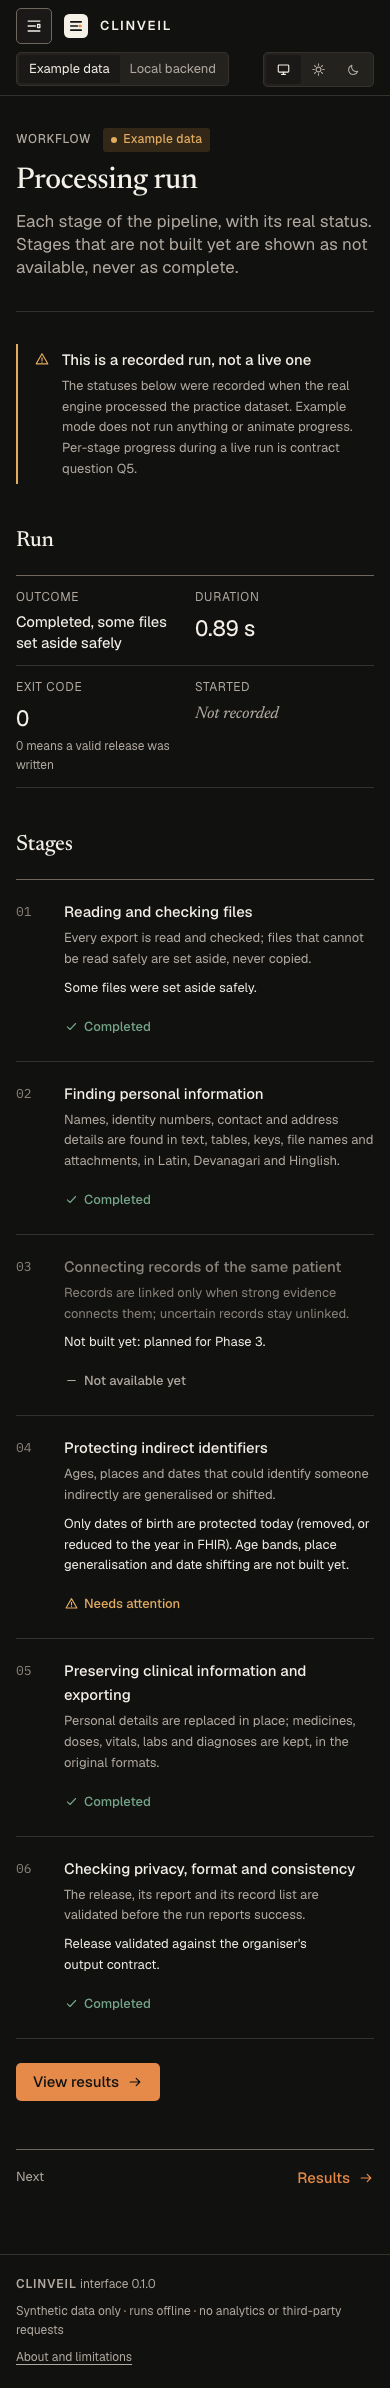 CLINVEIL
Example data
Local backend
WORKFLOW
Example data
Processing run
Each stage of the pipeline, with its real status.
Stages that are not built yet are shown as not
available, never as complete.
This is a recorded run, not a live one
The statuses below were recorded when the real
engine processed the practice dataset. Example
mode does not run anything or animate progress.
Per-stage progress during a live run is contract
question Q5.
Run
OUTCOME
Completed, some files
set aside safely
DURATION
0.89 s
EXIT CODE
0
0 means a valid release was
written
STARTED
Not recorded
Stages
01
Reading and checking files
Every export is read and checked; files that cannot
be read safely are set aside, never copied.
Some files were set aside safely.
Completed
02
Finding personal information
Names, identity numbers, contact and address
details are found in text, tables, keys, file names and
attachments, in Latin, Devanagari and Hinglish.
Completed
03
Connecting records of the same patient
Records are linked only when strong evidence
connects them; uncertain records stay unlinked.
Not built yet: planned for Phase 3.
Not available yet
04
Protecting indirect identifiers
Ages, places and dates that could identify someone
indirectly are generalised or shifted.
Only dates of birth are protected today (removed, or
reduced to the year in FHIR). Age bands, place
generalisation and date shifting are not built yet.
Needs attention
05
Preserving clinical information and
exporting
Personal details are replaced in place; medicines,
doses, vitals, labs and diagnoses are kept, in the
original formats.
Completed
06
Checking privacy, format and consistency
The release, its report and its record list are
validated before the run reports success.
Release validated against the organiser's
output contract.
Completed
View results →
Next
Results →
CLINVEIL interface 0.1.0
Synthetic data only · runs offline · no analytics or third-party
requests
About and limitations